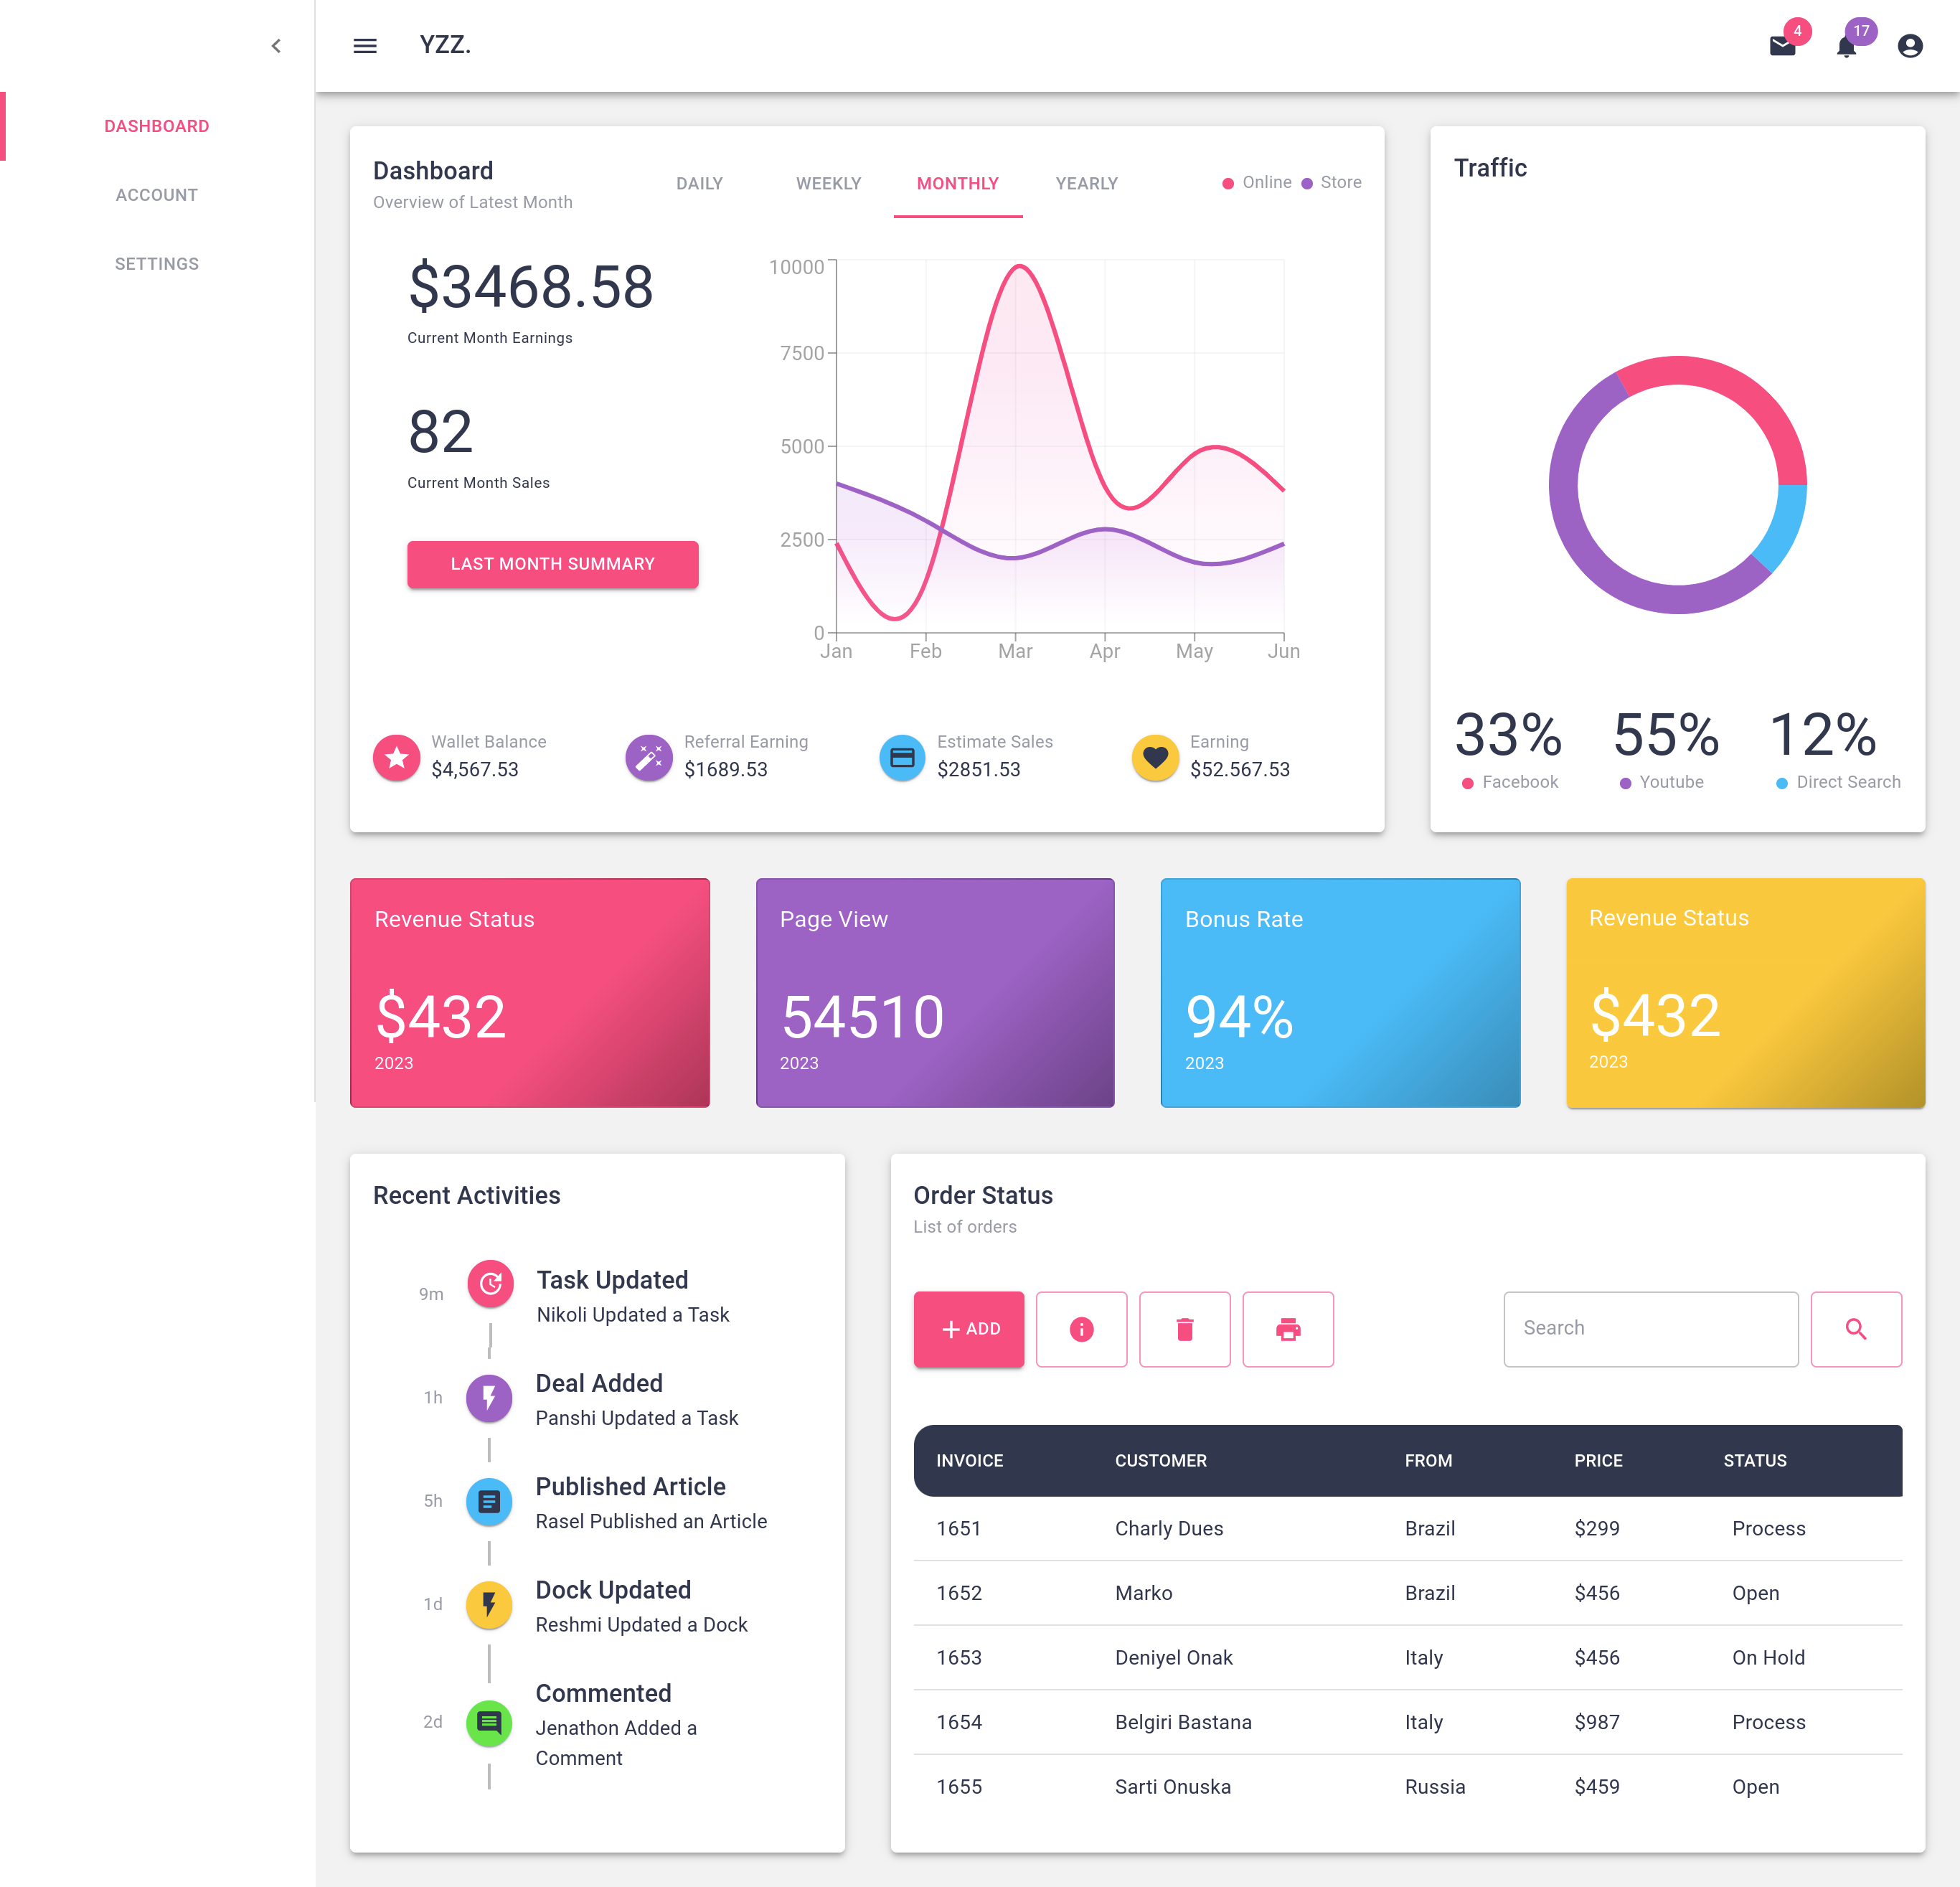 YZZ.
4
17
DASHBOARD
ACCOUNT
SETTINGS
Dashboard
Overview of Latest Month
DAILY
WEEKLY
MONTHLY
YEARLY
Online
Store
$3468.58
Current Month Earnings
82
Current Month Sales
LAST MONTH SUMMARY
10000
7500
5000
2500
0
Jan
Feb
Mar
Apr
May
Jun
Wallet Balance
$4,567.53
Referral Earning
$1689.53
Estimate Sales
$2851.53
Earning
$52.567.53
Traffic
33%
Facebook
55%
Youtube
12%
Direct Search
Revenue Status
$432
2023
Page View
54510
2023
Bonus Rate
94%
2023
Revenue Status
$432
2023
Recent Activities
9m
Task Updated
Nikoli Updated a Task
1h
Deal Added
Panshi Updated a Task
5h
Published Article
Rasel Published an Article
1d
Dock Updated
Reshmi Updated a Dock
2d
Commented
Jenathon Added a
Comment
Order Status
List of orders
ADD
Search
INVOICE CUSTOMER FROM PRICE STATUS
1651 Charly Dues Brazil $299 Process
1652 Marko Brazil $456 Open
1653 Deniyel Onak Italy $456 On Hold
1654 Belgiri Bastana Italy $987 Process
1655 Sarti Onuska Russia $459 Open